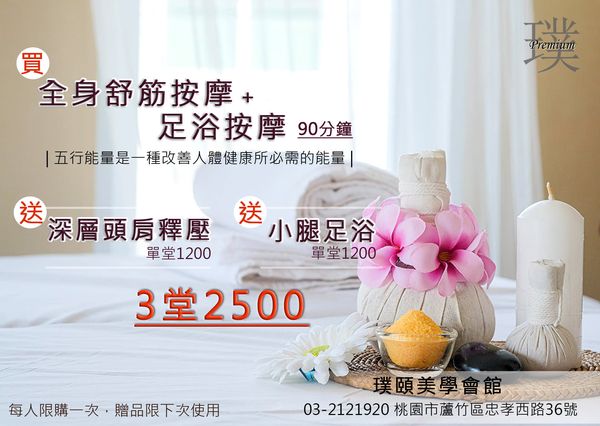 璞
Premium
買
全身舒筋按摩+
足浴按摩 90分鐘
|五行能量是一種改善人體健康所必需的能量|
送 深層頭肩釋壓
單堂1200
送 小腿足浴
單堂1200
3堂2500
璞頤美學會館
每人限購一次，贈品限下次使用
03-2121920 桃園市蘆竹區忠孝西路36號